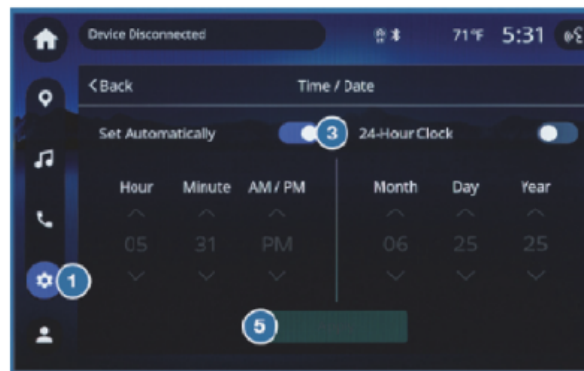 Device Disconnected 71°F 5:31
Back Time / Date
Set Automatically 3 24-Hour Clock
Hour Minute AM / PM Month Day Year
05 31 PM 06 25 25
1
5